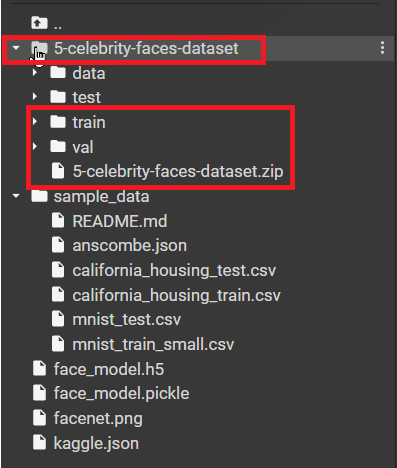 ..
5-celebrity-faces-dataset
data
test
train
val
5-celebrity-faces-dataset.zip
sample_data
README.md
anscombe.json
california_housing_test.csv
california_housing_train.csv
mnist_test.csv
mnist_train_small.csv
face_model.h5
face_model.pickle
facenet.png
kaggle.json